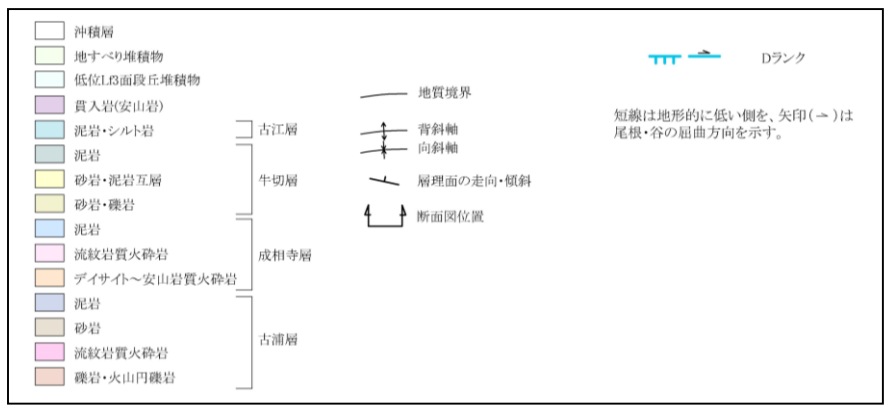 沖積層
地すべり堆積物
低位Lf3面段丘堆積物
貫入岩(安山岩)
泥岩・シルト岩
古江層
泥岩
砂岩・泥岩互層
牛切層
砂岩・礫岩
泥岩
流紋岩質火砕岩
成相寺層
デイサイト～安山岩質火砕岩
泥岩
砂岩
古浦層
流紋岩質火砕岩
礫岩・火山円礫岩
地質境界
背斜軸
向斜軸
層理面の走向・傾斜
断面図位置
Dランク
短線は地形的に低い側を、矢印(⇀)は
尾根・谷の屈曲方向を示す。